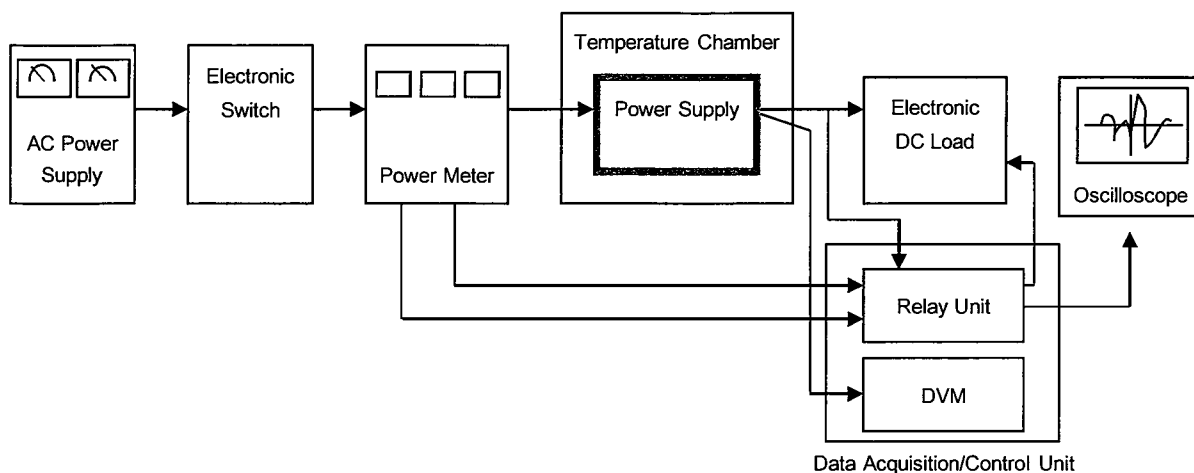 AC Power
Supply
Electronic
Switch
Power Meter
Temperature Chamber
Power Supply
Electronic
DC Load
Oscilloscope
Relay Unit
DVM
Data Acquisition/Control Unit